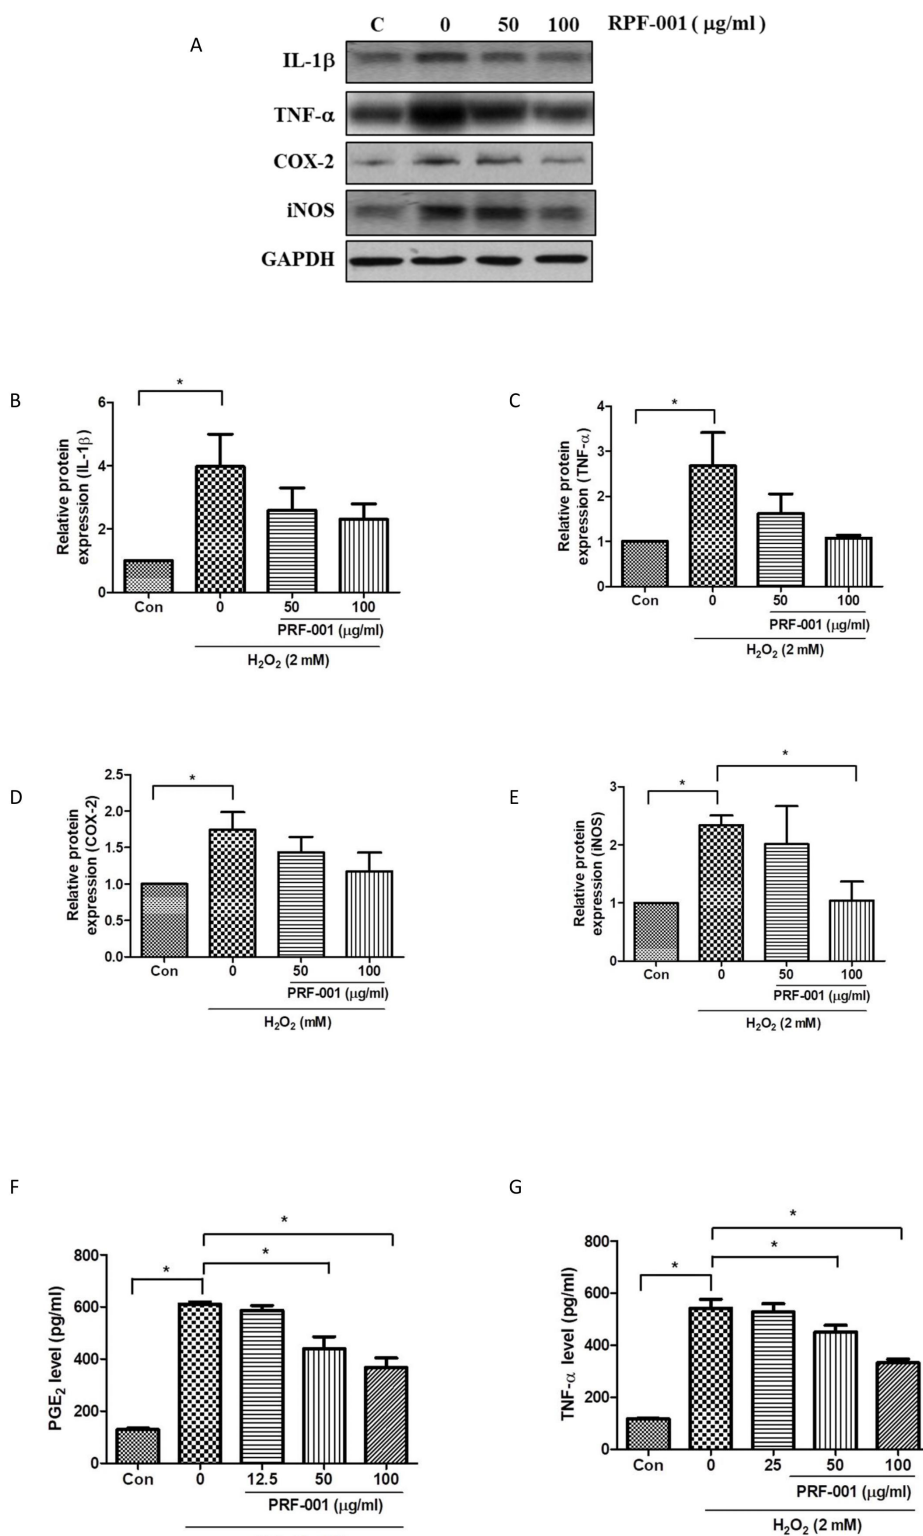 A
C 0 50 100 RPF-001 ( μg/ml )
IL-1β
TNF-α
COX-2
iNOS
GAPDH
B
*
Relative protein
expression (IL-1β)
6
4
2
0
Con 0 50 100
PRF-001 (μg/ml)
H₂O₂ (2 mM)
C
*
Relative protein
expression (TNF-α)
4
3
2
1
0
Con 0 50 100
PRF-001 (μg/ml)
H₂O₂ (2 mM)
D
*
Relative protein
expression (COX-2)
2.5
2.0
1.5
1.0
0.5
0.0
Con 0 50 100
PRF-001 (μg/ml)
H₂O₂ (mM)
E
*
*
Relative protein
expression (iNOS)
3
2
1
0
Con 0 50 100
PRF-001 (μg/ml)
H₂O₂ (2 mM)
F
*
*
*
PGE₂ level (pg/ml)
800
600
400
200
0
Con 0 12.5 50 100
PRF-001 (μg/ml)
G
*
*
*
TNF-α level (pg/ml)
800
600
400
200
0
Con 0 25 50 100
PRF-001 (μg/ml)
H₂O₂ (2 mM)